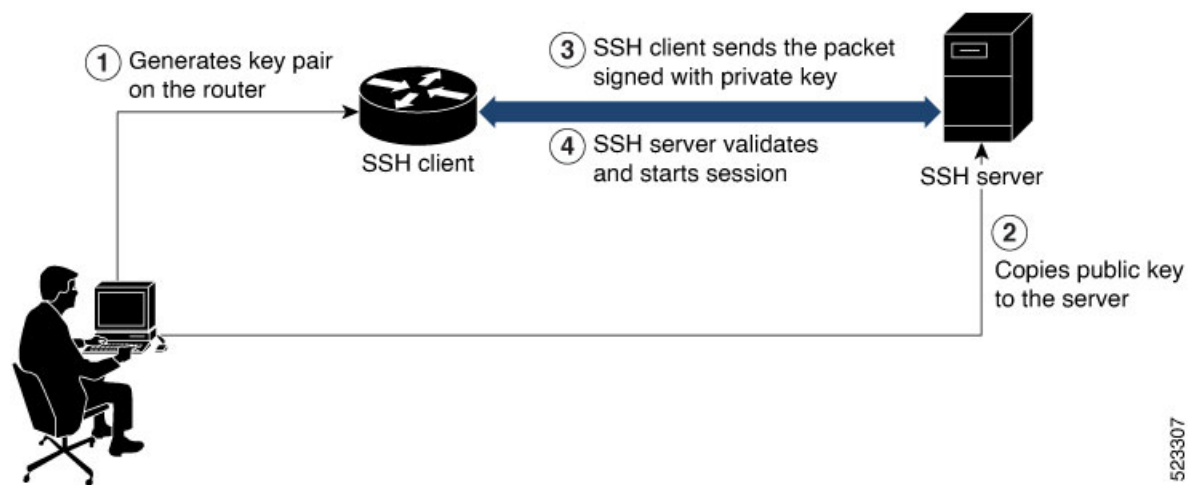 1 Generates key pair
on the router
SSH client
3 SSH client sends the packet
signed with private key
4 SSH server validates
and starts session
SSH server
2
Copies public key
to the server
523307